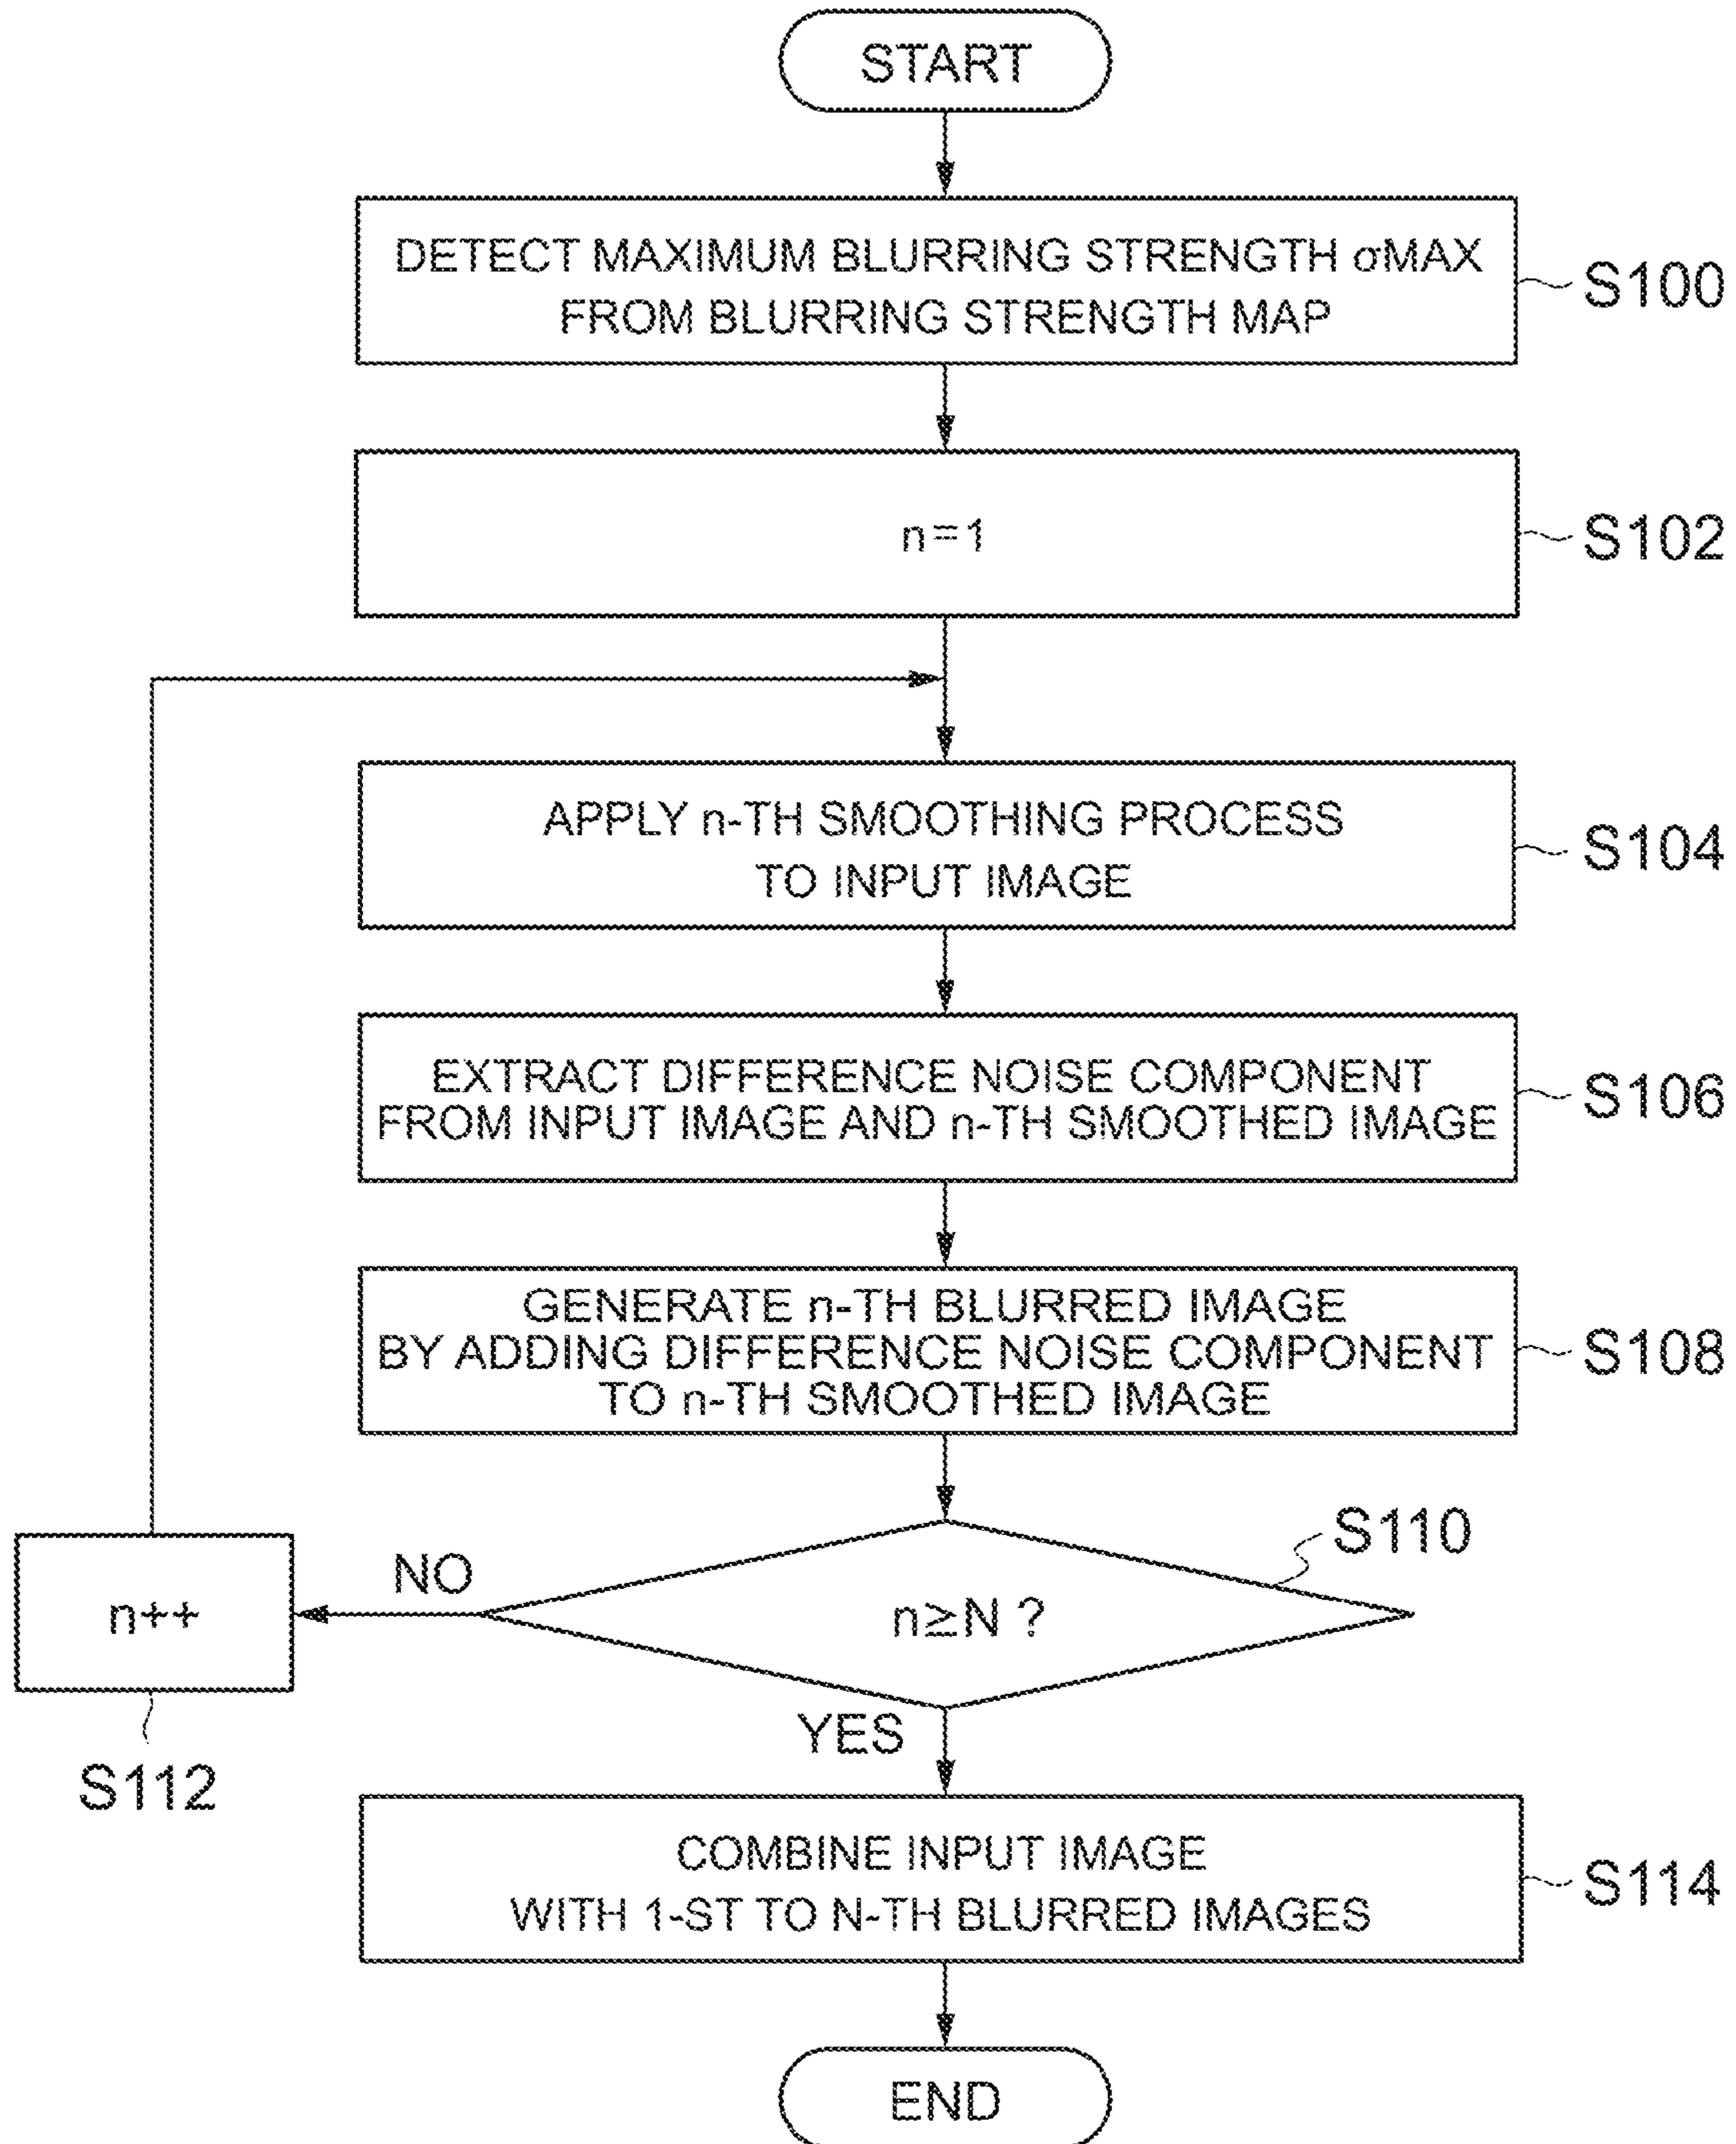 START
DETECT MAXIMUM BLURRING STRENGTH σMAX
FROM BLURRING STRENGTH MAP
S100
n=1
S102
APPLY n-TH SMOOTHING PROCESS
TO INPUT IMAGE
S104
EXTRACT DIFFERENCE NOISE COMPONENT
FROM INPUT IMAGE AND n-TH SMOOTHED IMAGE
S106
GENERATE n-TH BLURRED IMAGE
BY ADDING DIFFERENCE NOISE COMPONENT
TO n-TH SMOOTHED IMAGE
S108
S110
NO
n++
n≧N ?
YES
S112
COMBINE INPUT IMAGE
WITH 1-ST TO N-TH BLURRED IMAGES
S114
END